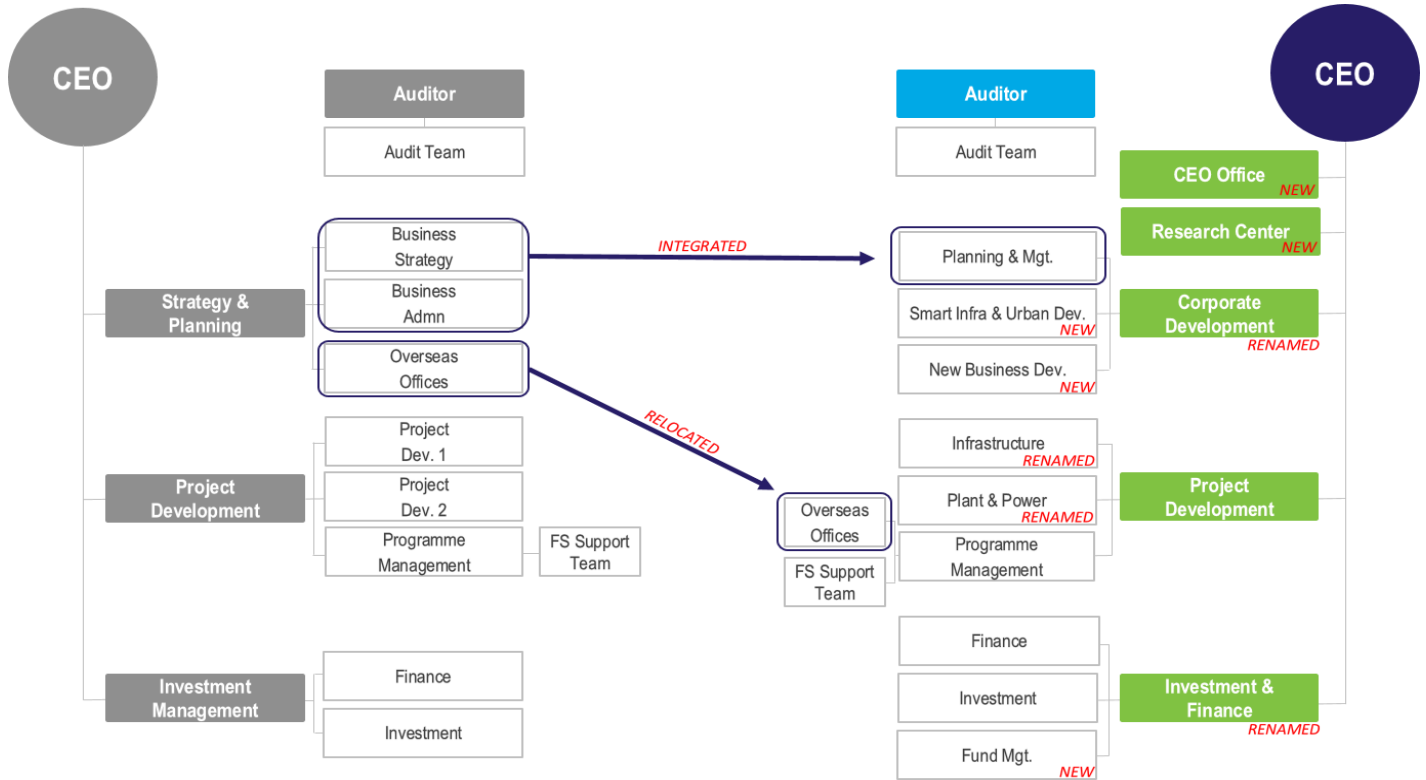 CEO
Auditor
Audit Team
Strategy &
Planning
Business
Strategy
Business
Admn
Overseas
Offices
Project
Development
Project
Dev. 1
Project
Dev. 2
Programme
Management
FS Support
Team
Investment
Management
Finance
Investment
INTEGRATED
RELOCATED
CEO
Auditor
Audit Team
CEO Office
NEW
Research Center
NEW
Planning & Mgt.
Smart Infra & Urban Dev.
NEW
New Business Dev.
NEW
Corporate
Development
RENAMED
Infrastructure
RENAMED
Plant & Power
RENAMED
Programme
Management
Overseas
Offices
FS Support
Team
Project
Development
Finance
Investment
Fund Mgt.
NEW
Investment &
Finance
RENAMED